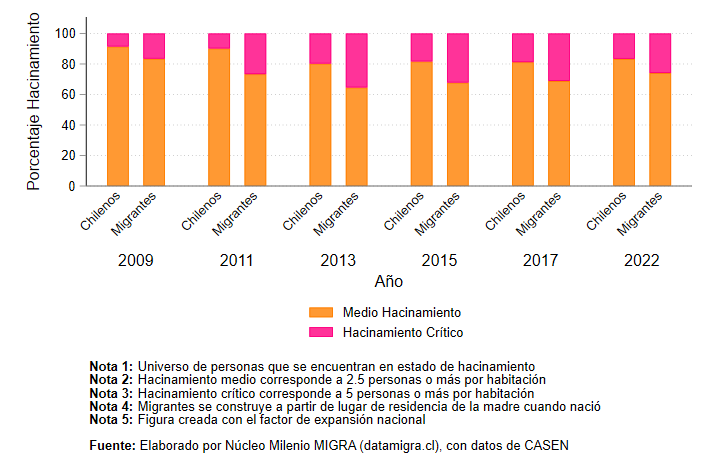 Porcentaje Hacinamiento
100
80
60
40
20
0
Chilenos Migrantes Chilenos Migrantes Chilenos Migrantes Chilenos Migrantes Chilenos Migrantes Chilenos Migrantes
2009 2011 2013 2015 2017 2022
Año
Medio Hacinamiento
Hacinamiento Crítico
Nota 1: Universo de personas que se encuentran en estado de hacinamiento
Nota 2: Hacinamiento medio corresponde a 2.5 personas o más por habitación
Nota 3: Hacinamiento crítico corresponde a 5 personas o más por habitación
Nota 4: Migrantes se construye a partir de lugar de residencia de la madre cuando nació
Nota 5: Figura creada con el factor de expansión nacional
Fuente: Elaborado por Núcleo Milenio MIGRA (datamigra.cl), con datos de CASEN